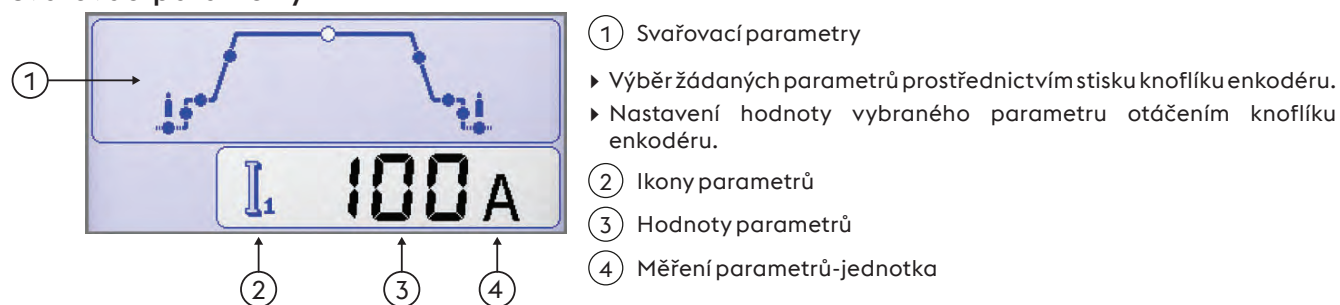 1 Svařovací parametry
▸ Výběr žádaných parametrů prostřednictvím stisku knoflíku enkodéru.
▸ Nastavení hodnoty vybraného parametru otáčením knoflíku
enkodéru.
2 Ikony parametrů
3 Hodnoty parametrů
4 Měření parametrů-jednotka
1
I1 100 A
2 3 4